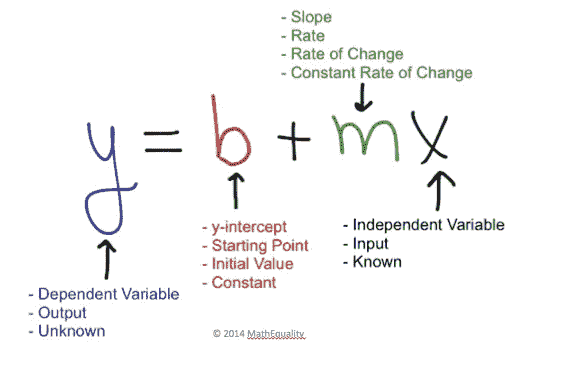 - Slope
- Rate
- Rate of Change
- Constant Rate of Change
y = b + mx
- y-intercept
- Starting Point
- Initial Value
- Constant
- Independent Variable
- Input
- Known
- Dependent Variable
- Output
- Unknown
© 2014 MathEquality